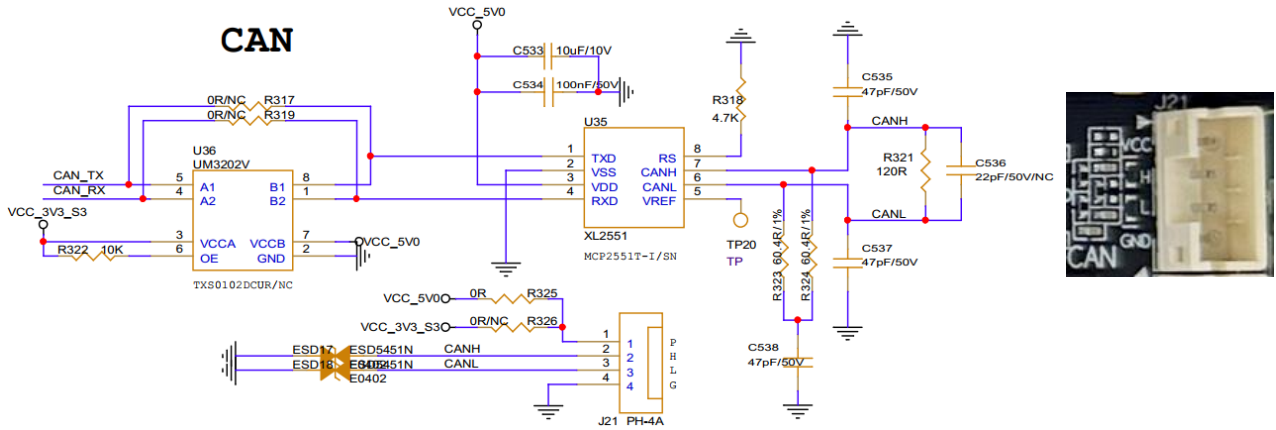 CAN
VCC_5V0
C533 10uF/10V
C534 100nF/50V
0R/NC R317
0R/NC R319
U36
UM3202V
CAN_TX
CAN_RX
5 A1 B1 8
4 A2 B2 1
VCC_3V3_S3
3 VCCA VCCB 7 VCC_5V0
R322 10K 6 OE GND 2
TXS0102DCUR/NC
U35
1 TXD RS 8
2 VSS CANH 7
3 VDD CANL 6
4 RXD VREF 5
XL2551
MCP2551T-I/SN
R318
4.7K
TP20
TP
C535
47pF/50V
CANH
R321
120R
C536
22pF/50V/NC
CANL
R323 60.4R/1%
R324 60.4R/1%
C537
47pF/50V
C538
47pF/50V
VCC_5V0 0R R325
VCC_3V3_S3 0R/NC R326
ESD17 ESD5451N CANH
ESD18 CANL
E0402
1 1 P
2 2 H
3 3 L
4 4 G
J21 PH-4A
J21
VCC
H
L
GND
CAN